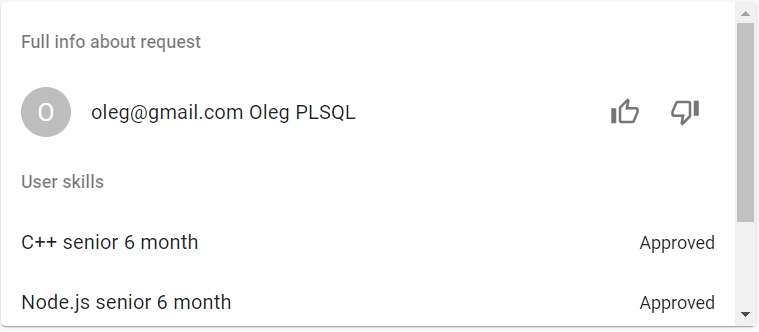 Full info about request
O
oleg@gmail.com Oleg PLSQL
User skills
C++ senior 6 month Approved
Node.js senior 6 month Approved